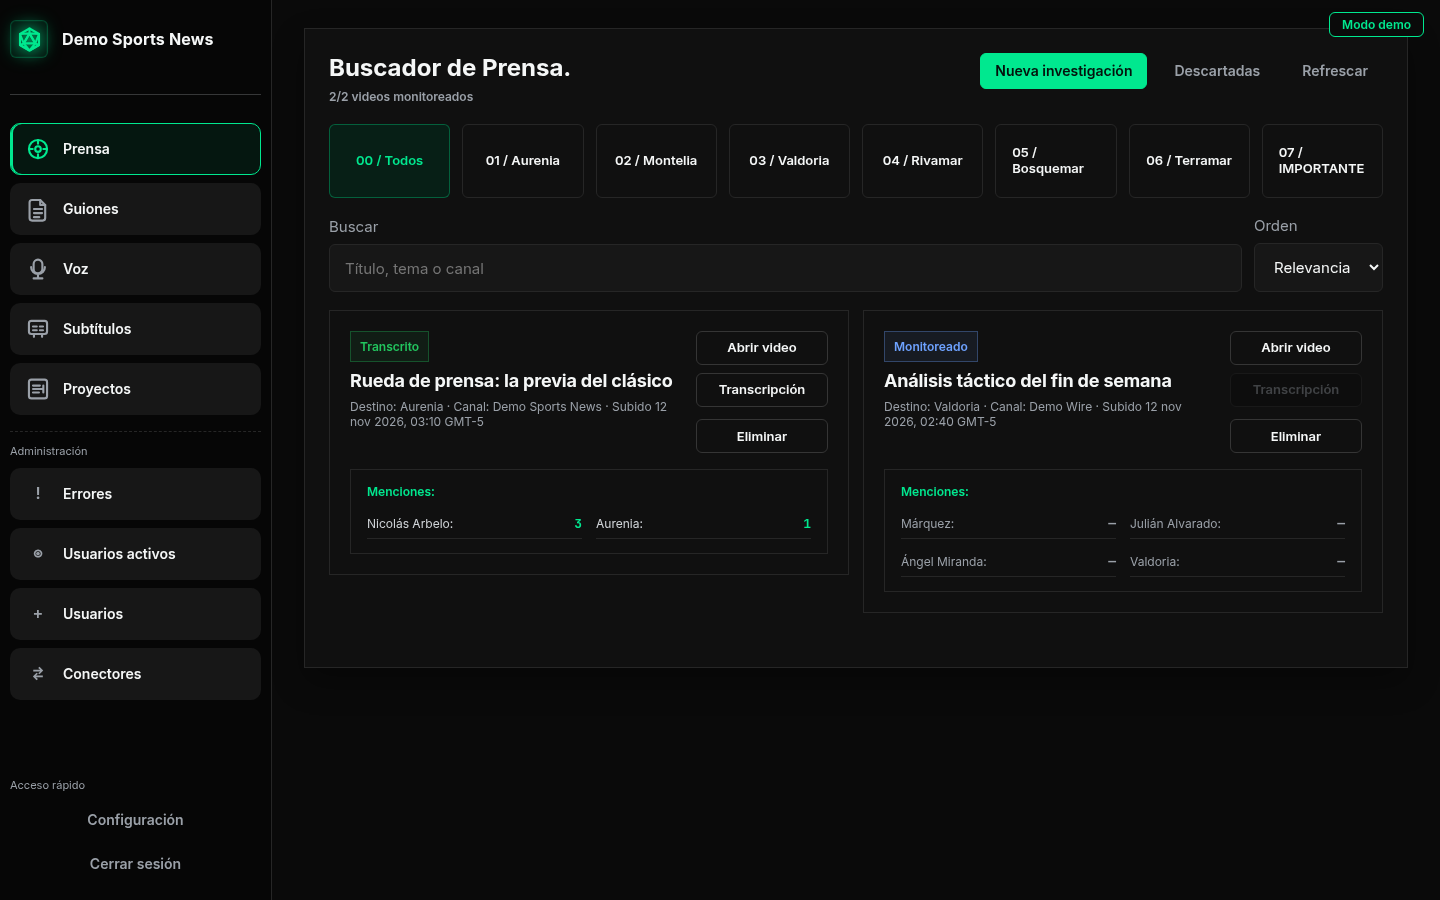 Demo Sports News
Modo demo
Buscador de Prensa.
2/2 videos monitoreados
Nueva investigación
Descartadas
Refrescar
Prensa
Guiones
Voz
Subtítulos
Proyectos
Administración
! Errores
Usuarios activos
+ Usuarios
Conectores
Acceso rápido
Configuración
Cerrar sesión
00 / Todos
01 / Aurenia
02 / Montelia
03 / Valdoria
04 / Rivamar
05 /
Bosquemar
06 / Terramar
07 /
IMPORTANTE
Buscar
Título, tema o canal
Orden
Relevancia
Transcrito
Rueda de prensa: la previa del clásico
Destino: Aurenia · Canal: Demo Sports News · Subido 12
nov 2026, 03:10 GMT-5
Abrir video
Transcripción
Eliminar
Menciones:
Nicolás Arbelo: 3
Aurenia: 1
Monitoreado
Análisis táctico del fin de semana
Destino: Valdoria · Canal: Demo Wire · Subido 12 nov
2026, 02:40 GMT-5
Abrir video
Transcripción
Eliminar
Menciones:
Márquez: —
Julián Alvarado: —
Ángel Miranda: —
Valdoria: —